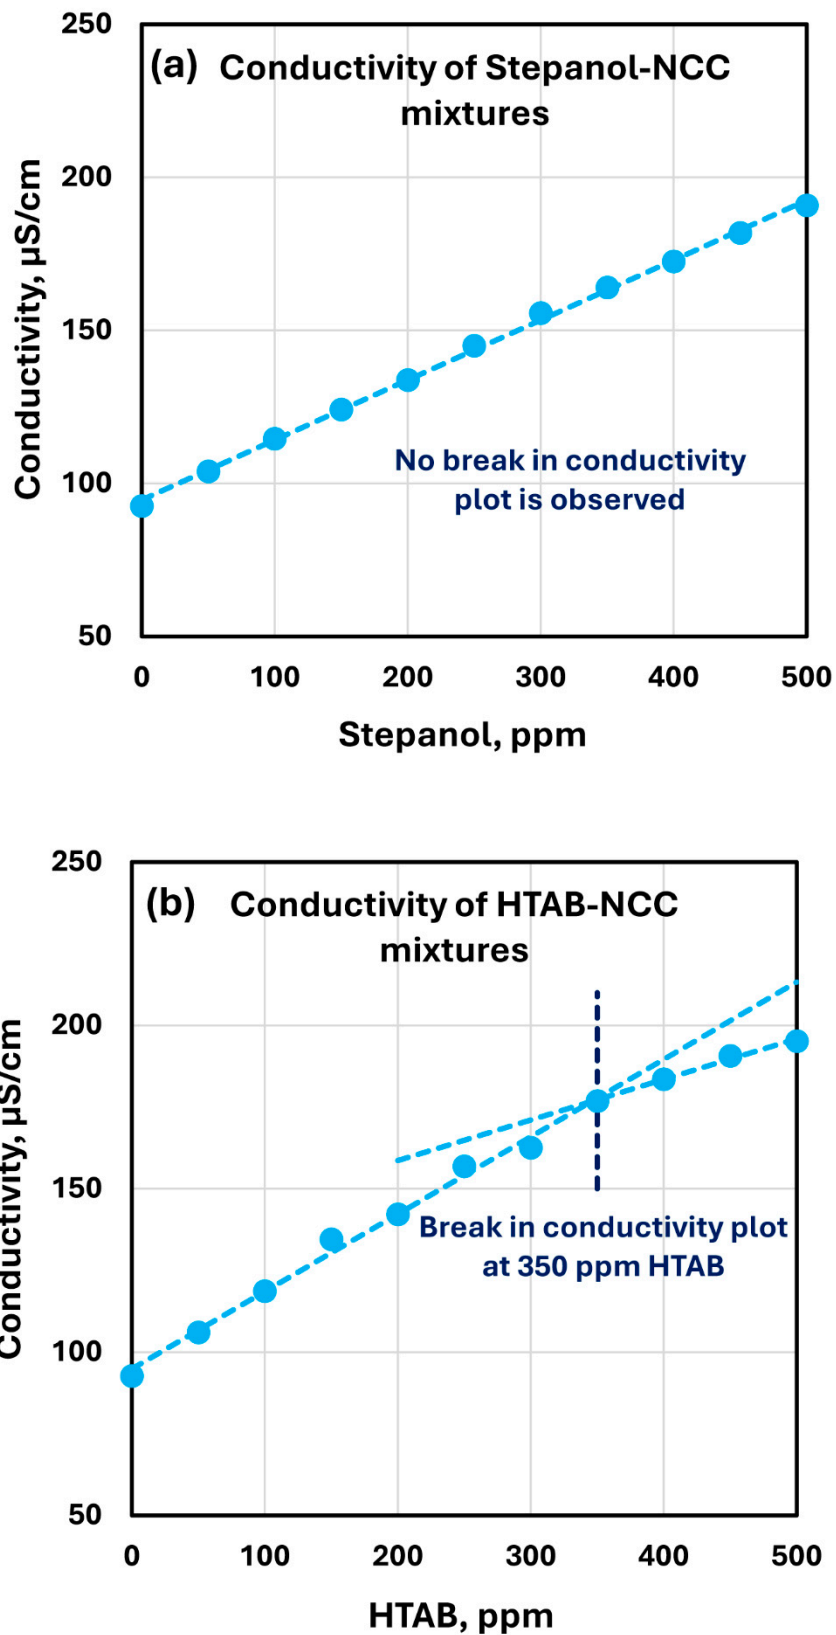 (a) Conductivity of Stepanol-NCC
mixtures
Conductivity, µS/cm
250
200
150
100
50
No break in conductivity
plot is observed
0 100 200 300 400 500
Stepanol, ppm
(b) Conductivity of HTAB-NCC
mixtures
Conductivity, µS/cm
250
200
150
100
50
Break in conductivity plot
at 350 ppm HTAB
0 100 200 300 400 500
HTAB, ppm